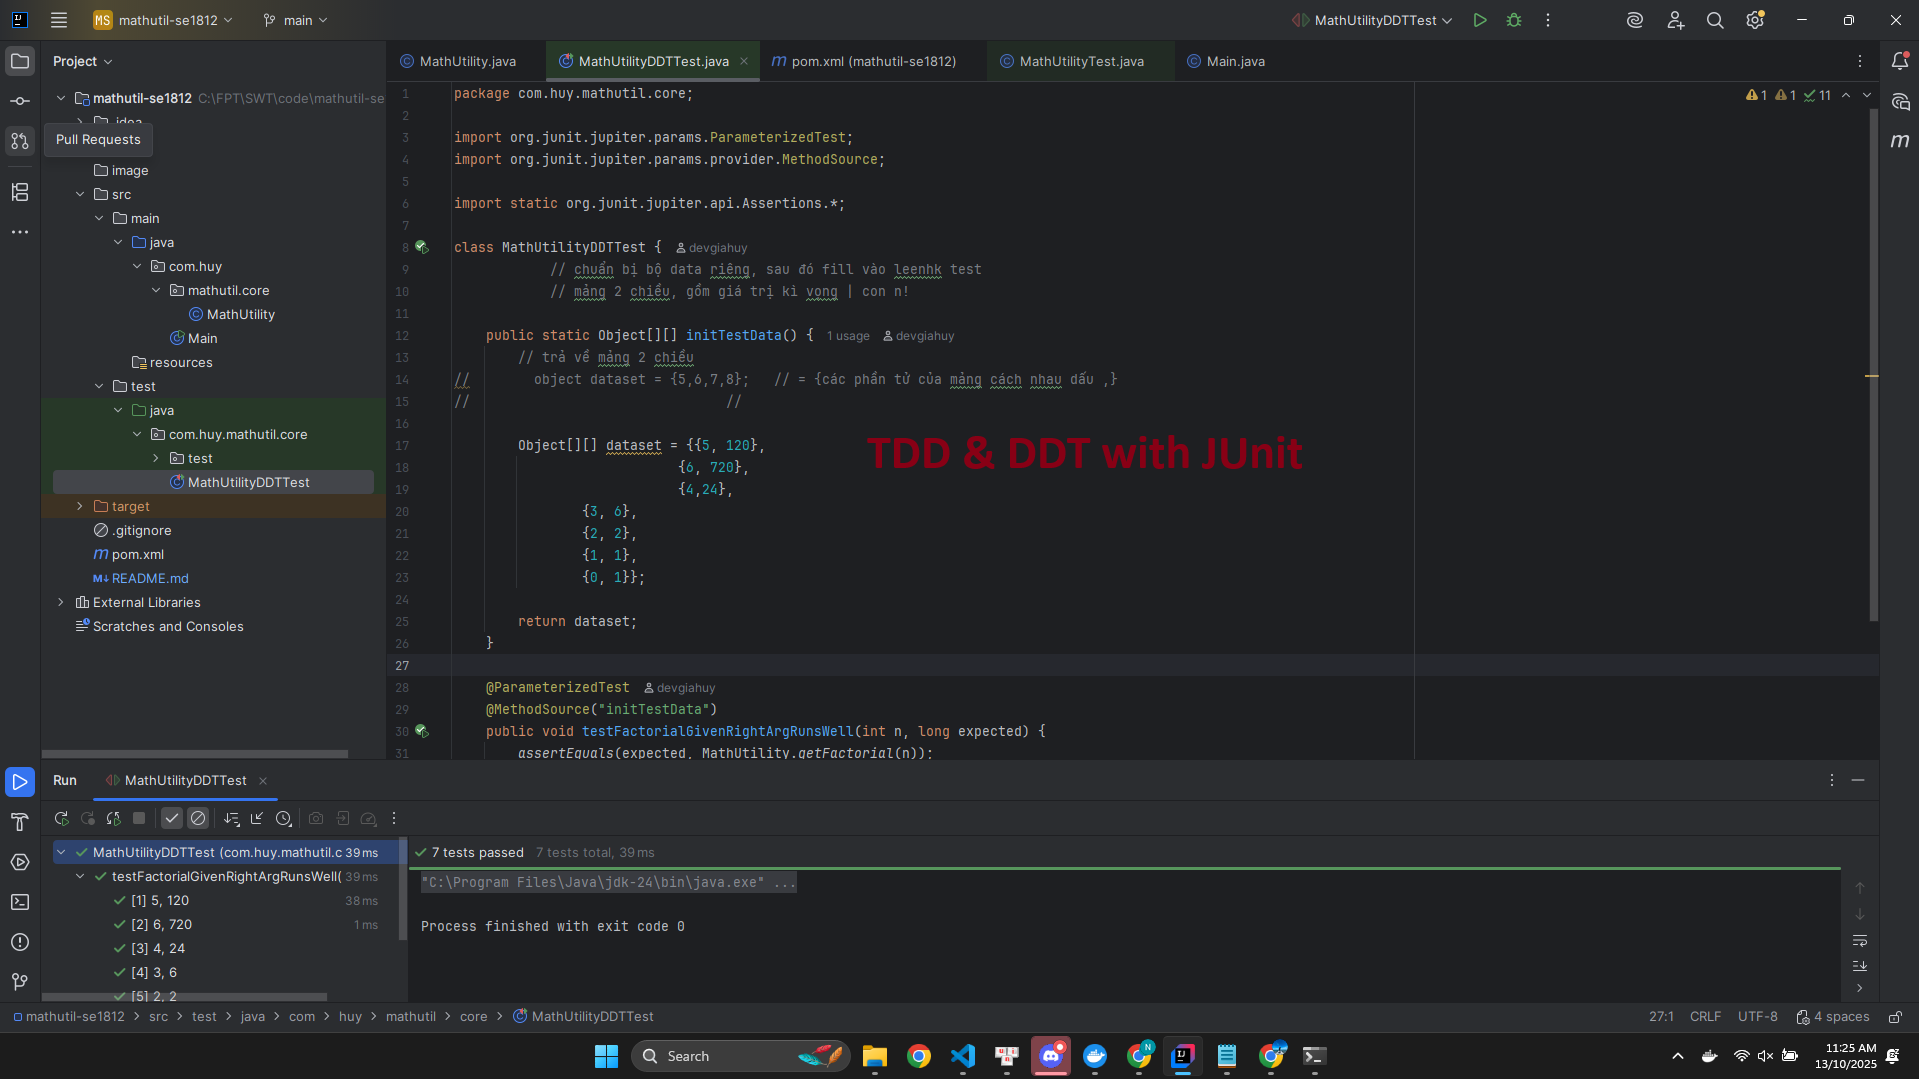 MS mathutil-se1812 main MathUtilityDDTTest
Project
MathUtility.java MathUtilityDDTTest.java pom.xml (mathutil-se1812) MathUtilityTest.java Main.java
mathutil-se1812 C:\FPT\SWT\code\mathutil-se
.idea
Pull Requests
image
src
main
java
com.huy
mathutil.core
MathUtility
Main
resources
test
java
com.huy.mathutil.core
test
MathUtilityDDTTest
target
.gitignore
pom.xml
README.md
External Libraries
Scratches and Consoles
1 1 11
1 package com.huy.mathutil.core;
2
3 import org.junit.jupiter.params.ParameterizedTest;
4 import org.junit.jupiter.params.provider.MethodSource;
5
6 import static org.junit.jupiter.api.Assertions.*;
7
8 class MathUtilityDDTTest { devgiahuy
9 // chuẩn bị bộ data riêng, sau đó fill vào leenhk test
10 // mảng 2 chiều, gồm giá trị kì vọng | con n!
11
12 public static Object[][] initTestData() { 1 usage devgiahuy
13 // trả về mảng 2 chiều
14 // object dataset = {5,6,7,8}; // = {các phần tử của mảng cách nhau dấu ,}
15 // //
16
17 Object[][] dataset = {{5, 120},
18 {6, 720},
19 {4,24},
20 {3, 6},
21 {2, 2},
22 {1, 1},
23 {0, 1}};
24
25 return dataset;
26 }
27
28 @ParameterizedTest devgiahuy
29 @MethodSource("initTestData")
30 public void testFactorialGivenRightArgRunsWell(int n, long expected) {
31 assertEquals(expected, MathUtility.getFactorial(n));
TDD & DDT with JUnit
Run MathUtilityDDTTest
MathUtilityDDTTest (com.huy.mathutil.c 39 ms
testFactorialGivenRightArgRunsWell( 39 ms
[1] 5, 120 38 ms
[2] 6, 720 1 ms
[3] 4, 24
[4] 3, 6
[5] 2, 2
7 tests passed 7 tests total, 39 ms
"C:\Program Files\Java\jdk-24\bin\java.exe" ...
Process finished with exit code 0
mathutil-se1812 > src > test > java > com > huy > mathutil > core > MathUtilityDDTTest
27:1 CRLF UTF-8 4 spaces
Search
11:25 AM
13/10/2025